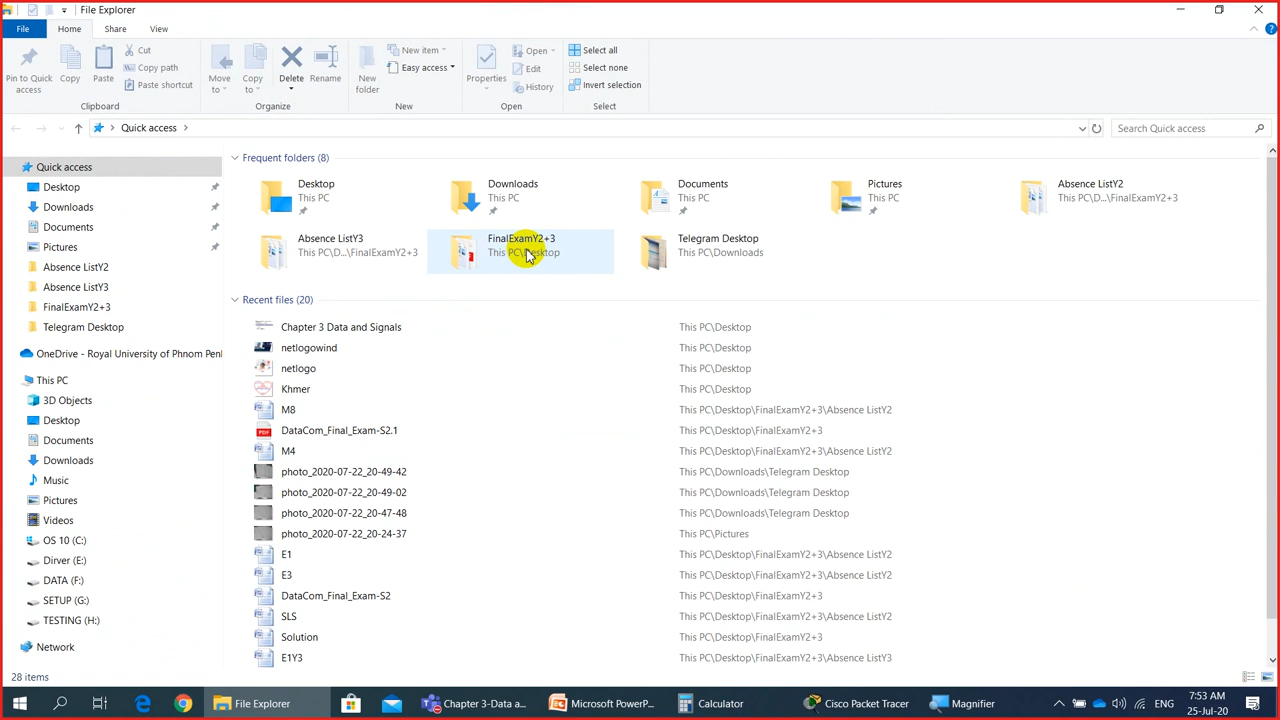 File Explorer
File Home Share View
Pin to Quick access
Copy
Paste
Cut
Copy path
Paste shortcut
Clipboard
Move to
Copy to
Delete
Rename
Organize
New folder
New item
Easy access
New
Properties
Open
Edit
History
Open
Select all
Select none
Invert selection
Select
Quick access
Search Quick access
Quick access
Desktop
Downloads
Documents
Pictures
Absence ListY2
Absence ListY3
FinalExamY2+3
Telegram Desktop
OneDrive - Royal University of Phnom Pen
This PC
3D Objects
Desktop
Documents
Downloads
Music
Pictures
Videos
OS 10 (C:)
Dirver (E:)
DATA (F:)
SETUP (G:)
TESTING (H:)
Network
Frequent folders (8)
Desktop
This PC
Downloads
This PC
Documents
This PC
Pictures
This PC
Absence ListY2
This PC\D...\FinalExamY2+3
Absence ListY3
This PC\D...\FinalExamY2+3
FinalExamY2+3
This PC\Desktop
Telegram Desktop
This PC\Downloads
Recent files (20)
Chapter 3 Data and Signals This PC\Desktop
netlogowind This PC\Desktop
netlogo This PC\Desktop
Khmer This PC\Desktop
M8 This PC\Desktop\FinalExamY2+3\Absence ListY2
DataCom_Final_Exam-S2.1 This PC\Desktop\FinalExamY2+3
M4 This PC\Desktop\FinalExamY2+3\Absence ListY2
photo_2020-07-22_20-49-42 This PC\Downloads\Telegram Desktop
photo_2020-07-22_20-49-02 This PC\Downloads\Telegram Desktop
photo_2020-07-22_20-47-48 This PC\Downloads\Telegram Desktop
photo_2020-07-22_20-24-37 This PC\Pictures
E1 This PC\Desktop\FinalExamY2+3\Absence ListY2
E3 This PC\Desktop\FinalExamY2+3\Absence ListY2
DataCom_Final_Exam-S2 This PC\Desktop\FinalExamY2+3
SLS This PC\Desktop\FinalExamY2+3\Absence ListY2
Solution This PC\Desktop\FinalExamY2+3
E1Y3 This PC\Desktop\FinalExamY2+3\Absence ListY3
28 items
File Explorer
Chapter 3-Data a...
Microsoft PowerP...
Calculator
Cisco Packet Tracer
Magnifier
ENG
7:53 AM
25-Jul-20